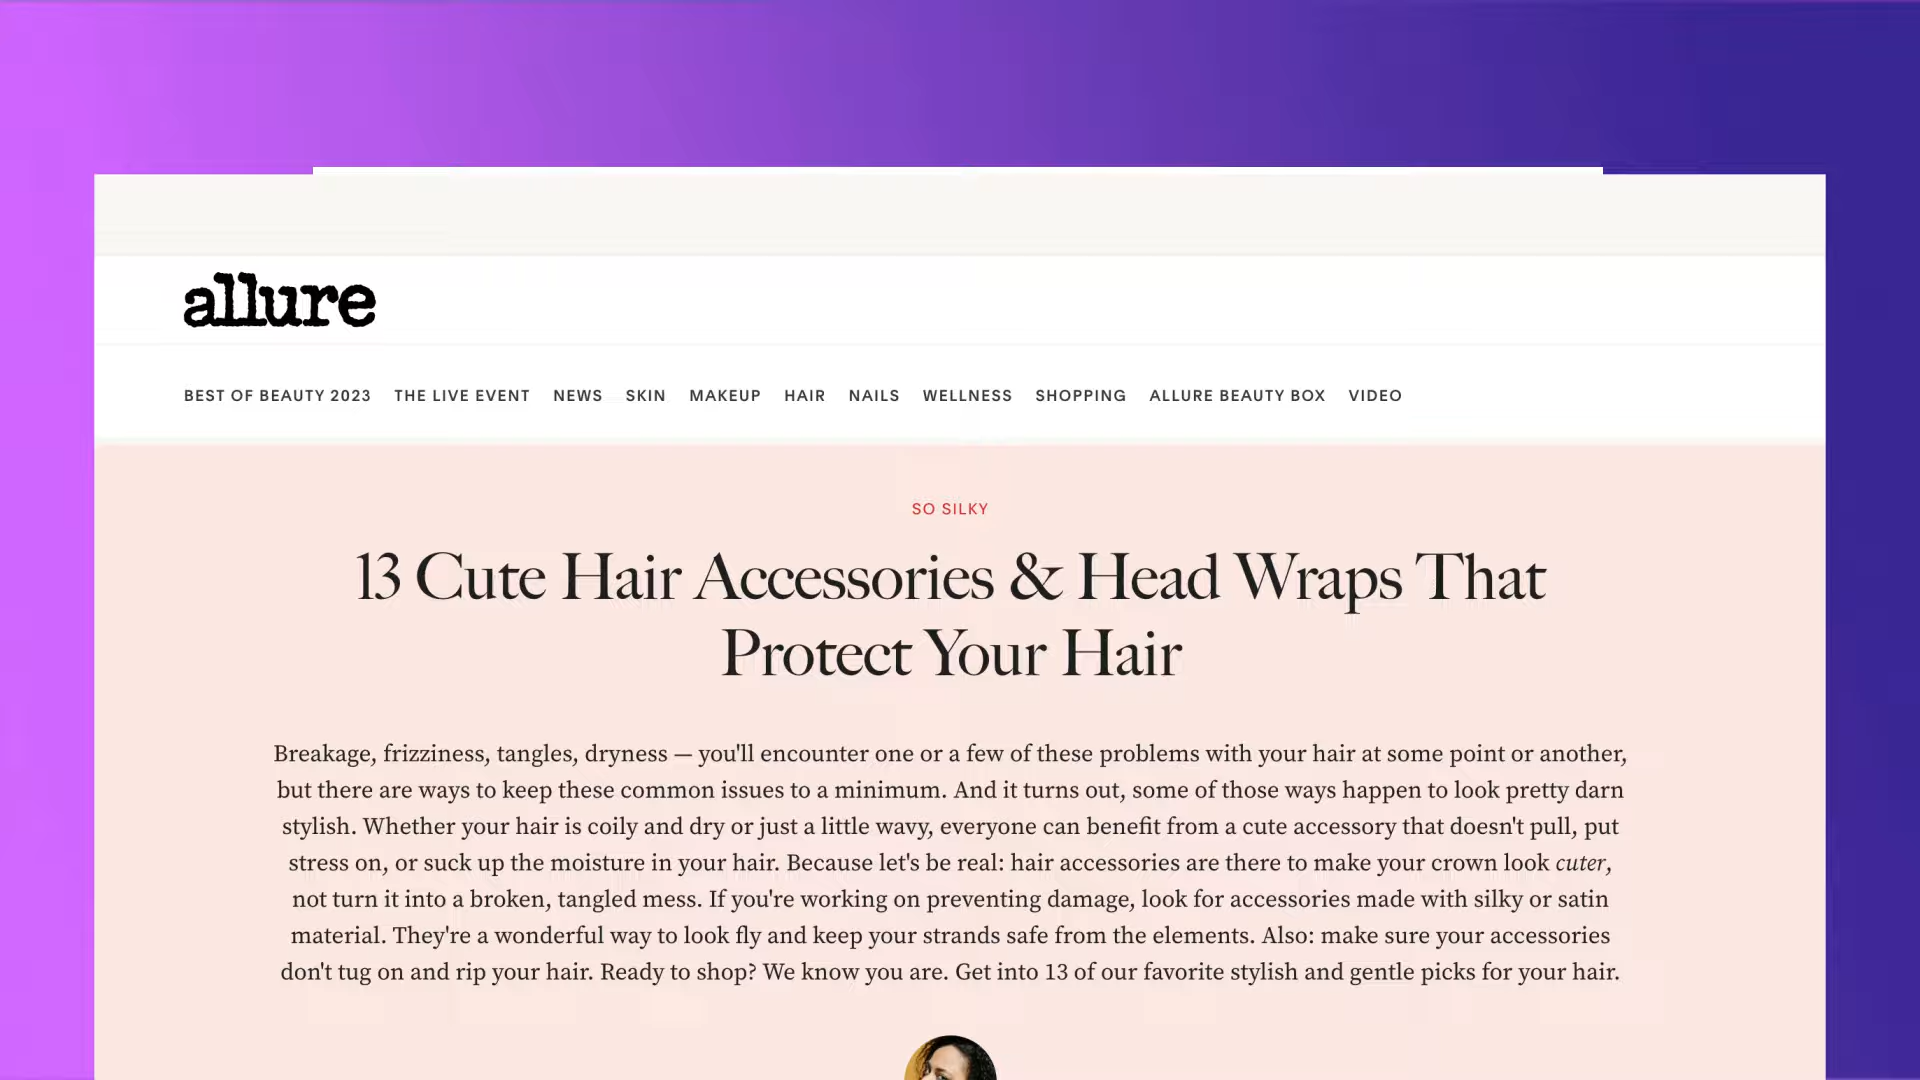 allure
BEST OF BEAUTY 2023 THE LIVE EVENT NEWS SKIN MAKEUP HAIR NAILS WELLNESS SHOPPING ALLURE BEAUTY BOX VIDEO
SO SILKY
13 Cute Hair Accessories & Head Wraps That
Protect Your Hair
Breakage, frizziness, tangles, dryness — you'll encounter one or a few of these problems with your hair at some point or another,
but there are ways to keep these common issues to a minimum. And it turns out, some of those ways happen to look pretty darn
stylish. Whether your hair is coily and dry or just a little wavy, everyone can benefit from a cute accessory that doesn't pull, put
stress on, or suck up the moisture in your hair. Because let's be real: hair accessories are there to make your crown look cuter,
not turn it into a broken, tangled mess. If you're working on preventing damage, look for accessories made with silky or satin
material. They're a wonderful way to look fly and keep your strands safe from the elements. Also: make sure your accessories
don't tug on and rip your hair. Ready to shop? We know you are. Get into 13 of our favorite stylish and gentle picks for your hair.